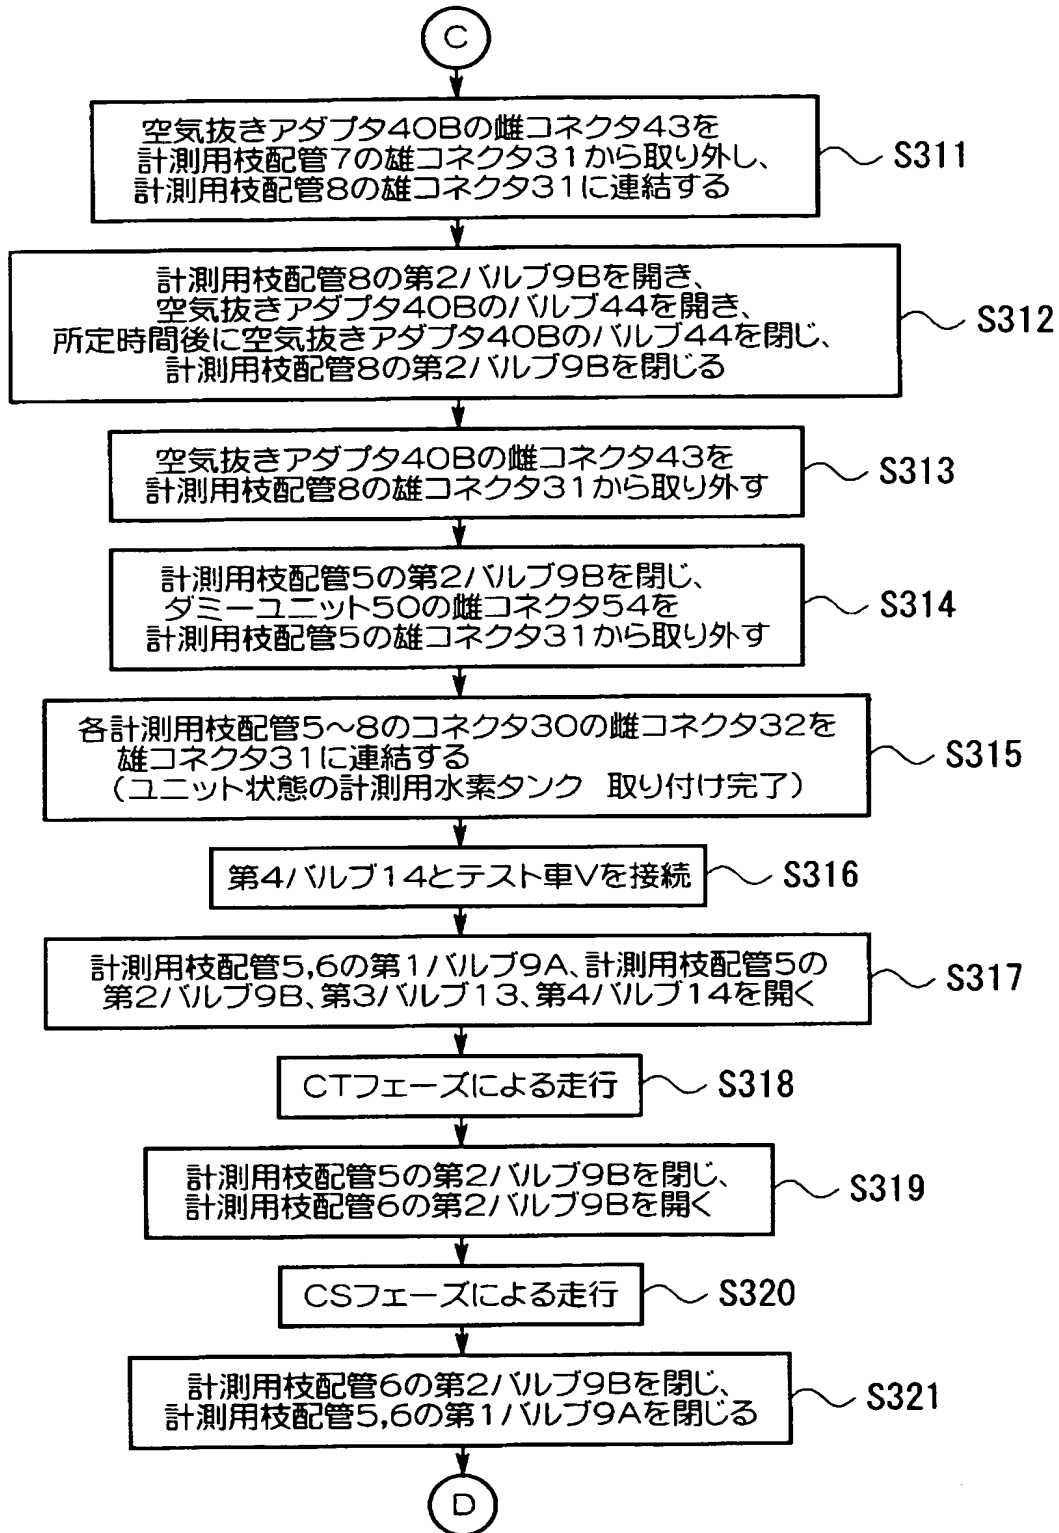 C
空気抜きアダプタ40Bの雌コネクタ43を
計測用枝配管7の雄コネクタ31から取り外し、
計測用枝配管8の雄コネクタ31に連結する
S311
計測用枝配管8の第2バルブ9Bを開き、
空気抜きアダプタ40Bのバルブ44を開き、
所定時間後に空気抜きアダプタ40Bのバルブ44を閉じ、
計測用枝配管8の第2バルブ9Bを閉じる
S312
空気抜きアダプタ40Bの雌コネクタ43を
計測用枝配管8の雄コネクタ31から取り外す
S313
計測用枝配管5の第2バルブ9Bを閉じ、
ダミーユニット50の雌コネクタ54を
計測用枝配管5の雄コネクタ31から取り外す
S314
各計測用枝配管5~8のコネクタ30の雌コネクタ32を
雄コネクタ31に連結する
(ユニット状態の計測用水素タンク 取り付け完了)
S315
第4バルブ14とテスト車Vを接続
S316
計測用枝配管5,6の第1バルブ9A、計測用枝配管5の
第2バルブ9B、第3バルブ13、第4バルブ14を開く
S317
CTフェーズによる走行
S318
計測用枝配管5の第2バルブ9Bを閉じ、
計測用枝配管6の第2バルブ9Bを開く
S319
CSフェーズによる走行
S320
計測用枝配管6の第2バルブ9Bを閉じ、
計測用枝配管5,6の第1バルブ9Aを閉じる
S321
D